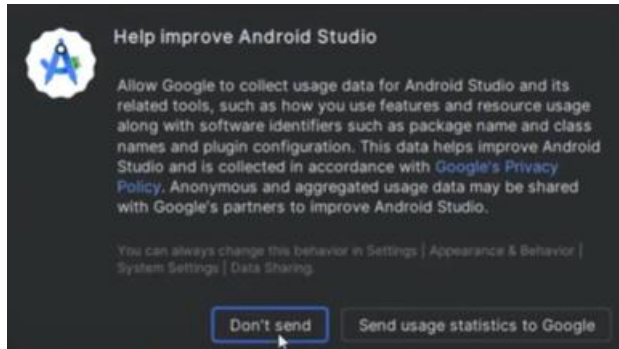 Help improve Android Studio
Allow Google to collect usage data for Android Studio and its
related tools, such as how you use features and resource usage
along with software identifiers such as package name and class
names and plugin configuration. This data helps improve Android
Studio and is collected in accordance with Google's Privacy
Policy. Anonymous and aggregated usage data may be shared
with Google's partners to improve Android Studio.
You can always change this behavior in Settings | Appearance & Behavior |
System Settings | Data Sharing.
Don't send Send usage statistics to Google